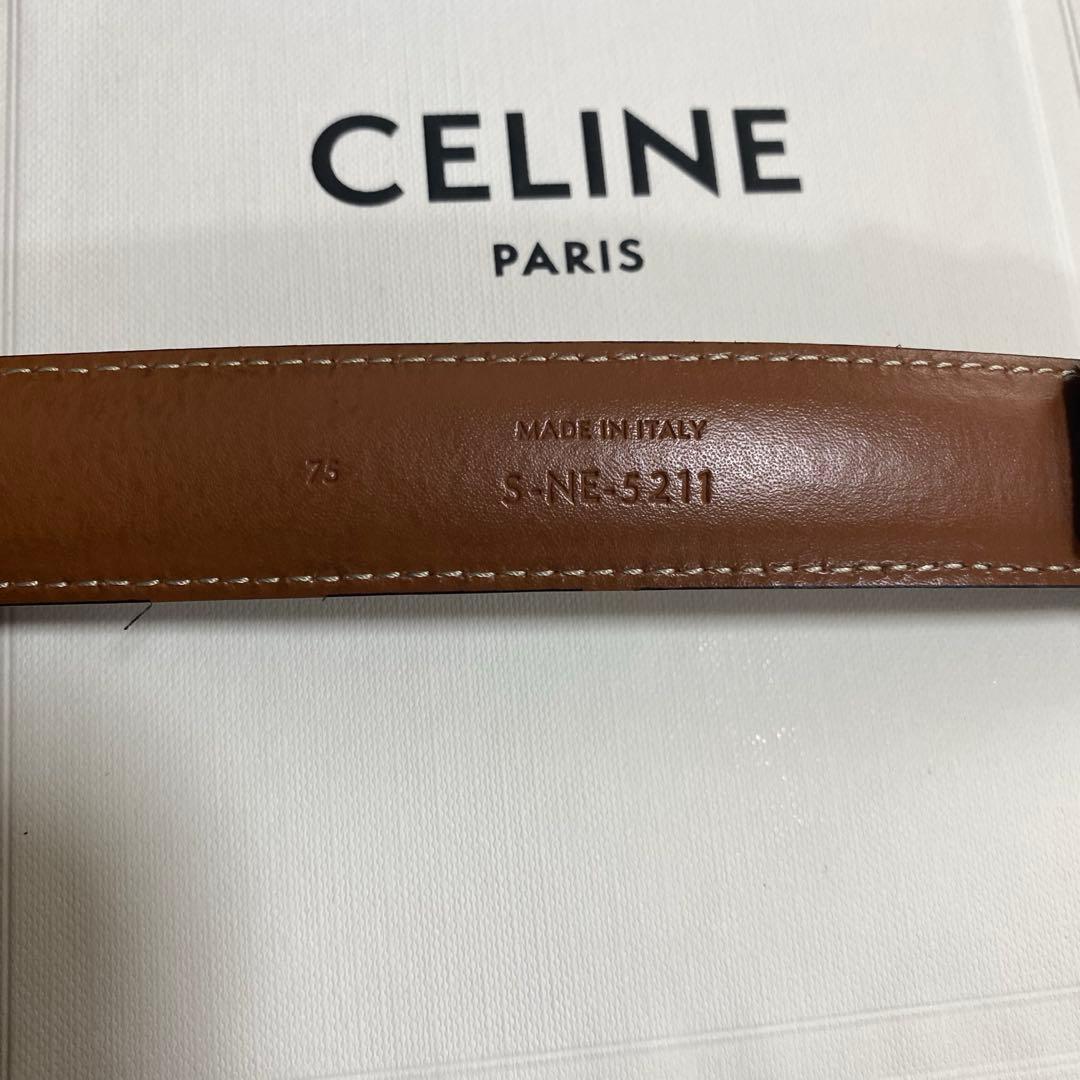 CELINE
PARIS
MADE IN ITALY
75
S-NE-5211